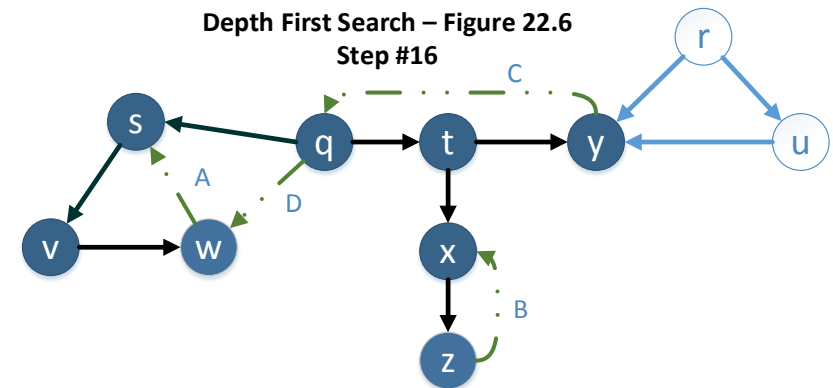 Depth First Search – Figure 22.6
Step #16
r
C
s
q
t
y
u
A
D
v
w
x
B
z